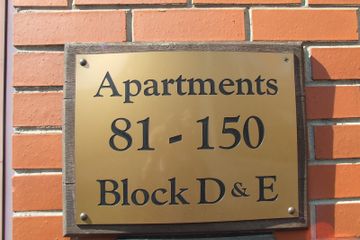 Apartments
81 - 150
Block D & E